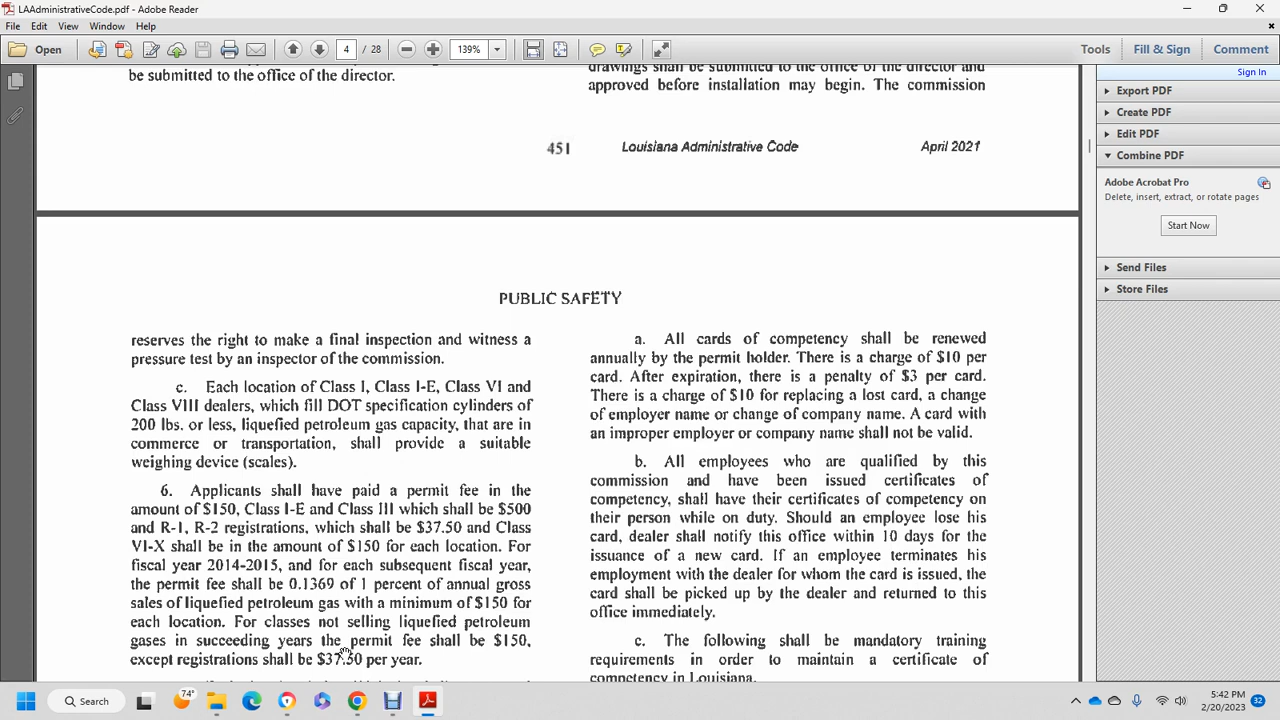 LAAdministrativeCode.pdf - Adobe Reader
File Edit View Window Help
Open
4 / 28
139%
Tools Fill & Sign Comment
Sign In
Export PDF
Create PDF
Edit PDF
Combine PDF
Adobe Acrobat Pro
Delete, insert, extract, or rotate pages
Start Now
Send Files
Store Files
be submitted to the office of the director.
drawings shall be submitted to the office of the director and
approved before installation may begin. The commission
451 Louisiana Administrative Code April 2021
PUBLIC SAFETY
reserves the right to make a final inspection and witness a
pressure test by an inspector of the commission.
c. Each location of Class I, Class I-E, Class VI and
Class VIII dealers, which fill DOT specification cylinders of
200 lbs. or less, liquefied petroleum gas capacity, that are in
commerce or transportation, shall provide a suitable
weighing device (scales).
6. Applicants shall have paid a permit fee in the
amount of $150, Class I-E and Class III which shall be $500
and R-1, R-2 registrations, which shall be $37.50 and Class
VI-X shall be in the amount of $150 for each location. For
fiscal year 2014-2015, and for each subsequent fiscal year,
the permit fee shall be 0.1369 of 1 percent of annual gross
sales of liquefied petroleum gas with a minimum of $150 for
each location. For classes not selling liquefied petroleum
gases in succeeding years the permit fee shall be $150,
except registrations shall be $37.50 per year.
a. All cards of competency shall be renewed
annually by the permit holder. There is a charge of $10 per
card. After expiration, there is a penalty of $3 per card.
There is a charge of $10 for replacing a lost card, a change
of employer name or change of company name. A card with
an improper employer or company name shall not be valid.
b. All employees who are qualified by this
commission and have been issued certificates of
competency, shall have their certificates of competency on
their person while on duty. Should an employee lose his
card, dealer shall notify this office within 10 days for the
issuance of a new card. If an employee terminates his
employment with the dealer for whom the card is issued, the
card shall be picked up by the dealer and returned to this
office immediately.
c. The following shall be mandatory training
requirements in order to maintain a certificate of
competency in Louisiana.
Search
74°
5:42 PM
2/20/2023
32